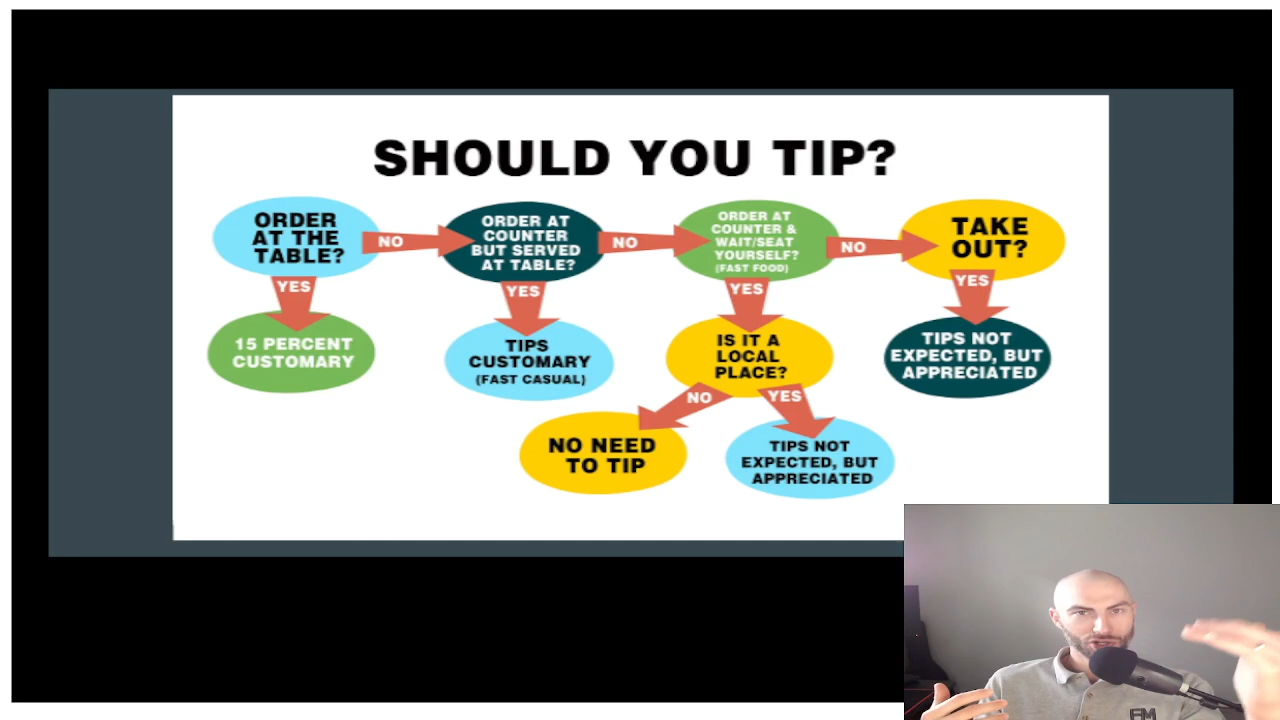 SHOULD YOU TIP?
ORDER
AT THE
TABLE?
NO
ORDER AT
COUNTER
BUT SERVED
AT TABLE?
NO
ORDER AT
COUNTER &
WAIT/SEAT
YOURSELF?
(FAST FOOD)
NO
TAKE
OUT?
YES
YES
YES
YES
15 PERCENT
CUSTOMARY
TIPS
CUSTOMARY
(FAST CASUAL)
IS IT A
LOCAL
PLACE?
TIPS NOT
EXPECTED, BUT
APPRECIATED
NO
YES
NO NEED
TO TIP
TIPS NOT
EXPECTED, BUT
APPRECIATED
FM